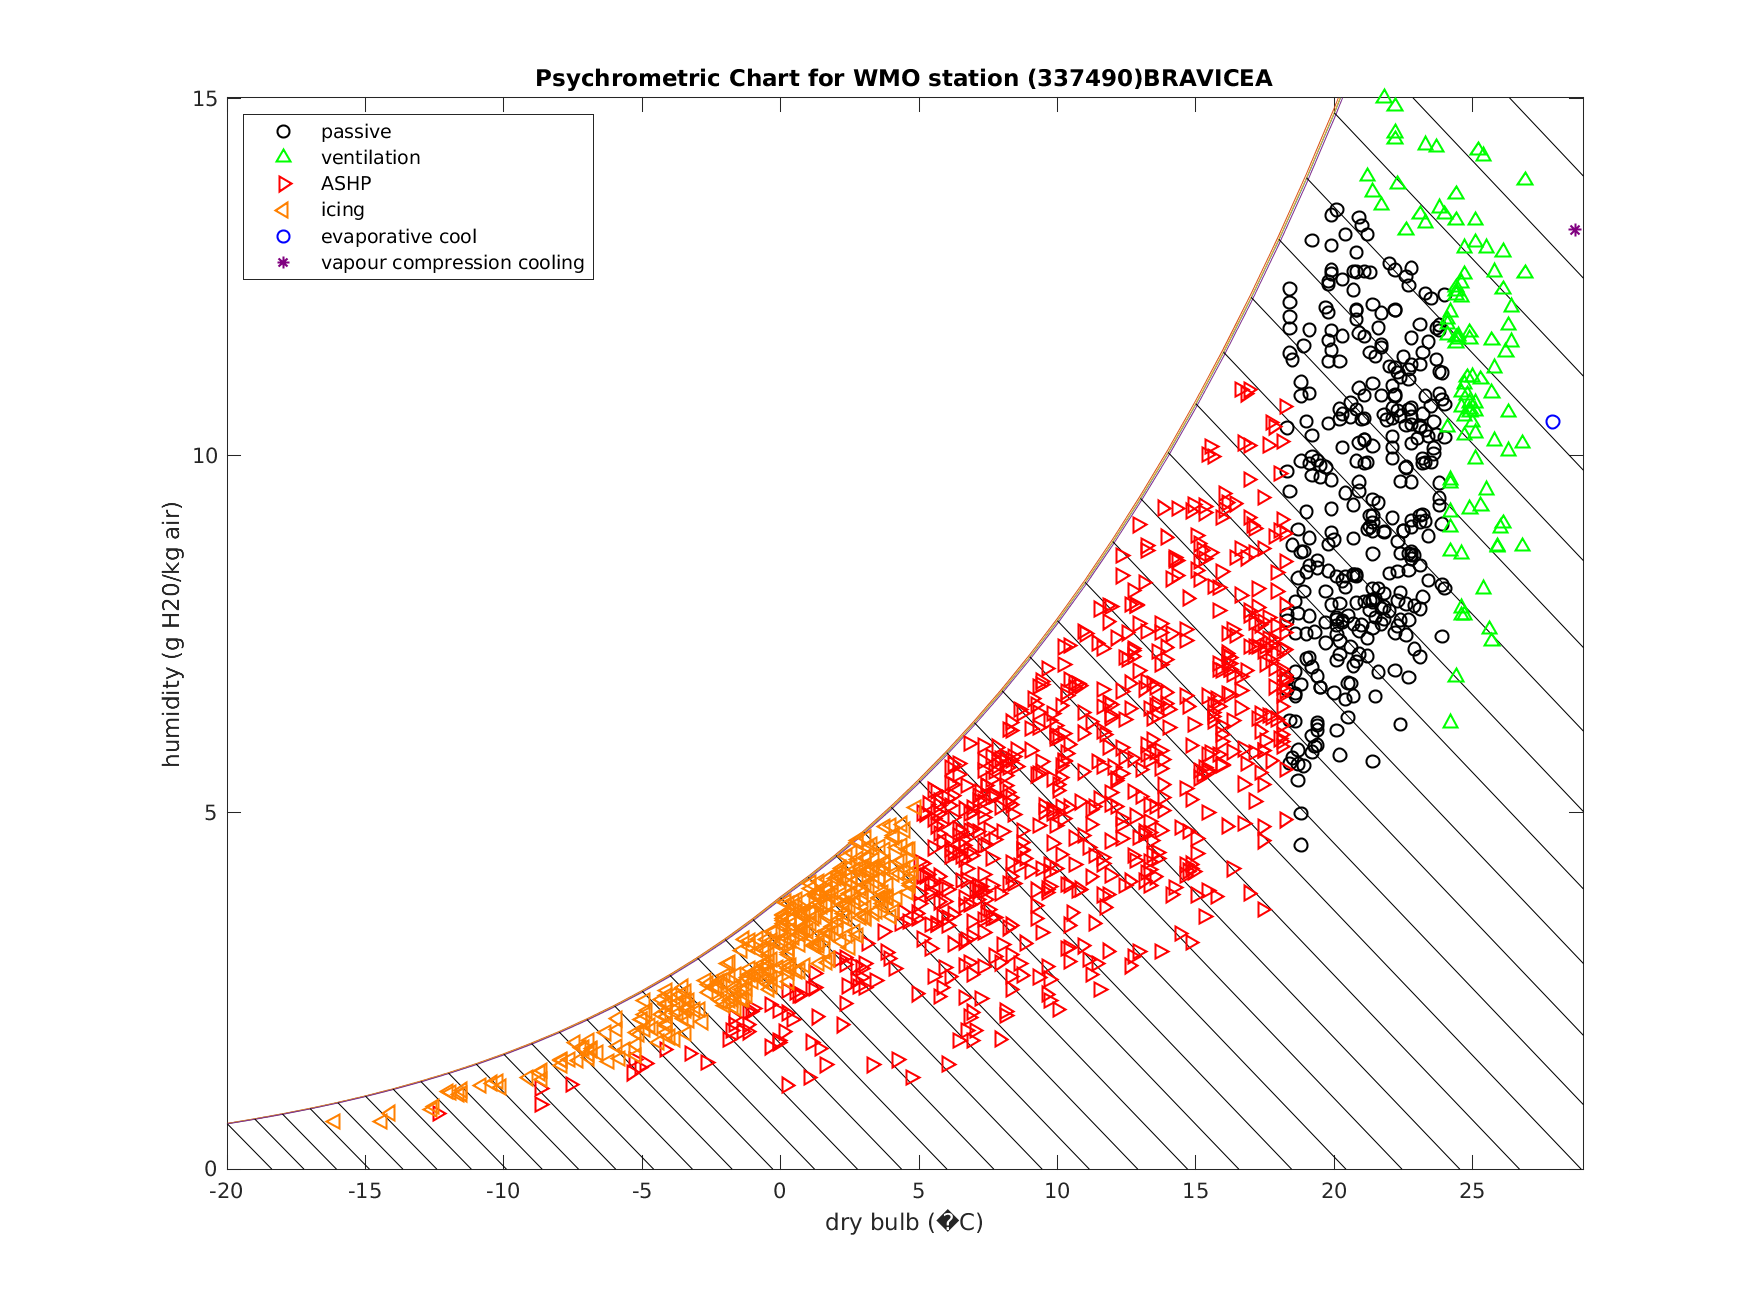 Psychrometric Chart for WMO station (337490)BRAVICEA
15
10
5
0
humidity (g H20/kg air)
passive
ventilation
ASHP
icing
evaporative cool
vapour compression cooling
-20 -15 -10 -5 0 5 10 15 20 25
dry bulb (�C)